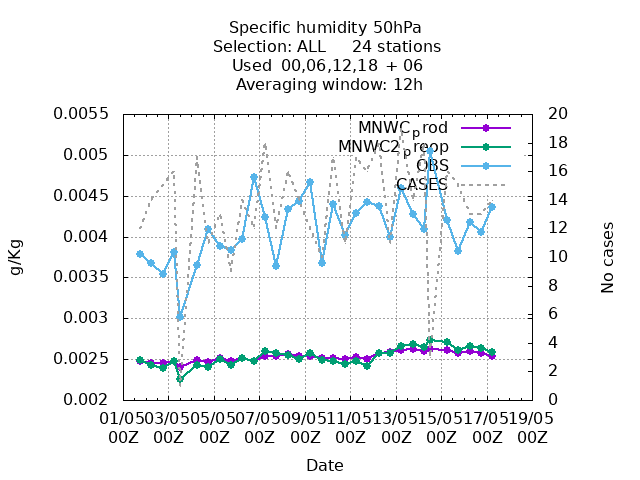 Specific humidity 50hPa
Selection: ALL 24 stations
Used 00,06,12,18 + 06
Averaging window: 12h
0.0055 20
MNWCprod 18
0.005 MNWC2preop
OBS 16
0.0045 CASES 14
12
0.004
g/Kg No cases
10
0.0035 8
0.003 6
4
0.0025
2
0.002 0
01/05 03/05 05/05 07/05 09/05 11/05 13/05 15/05 17/05 19/05
00Z 00Z 00Z 00Z 00Z 00Z 00Z 00Z 00Z 00Z
Date